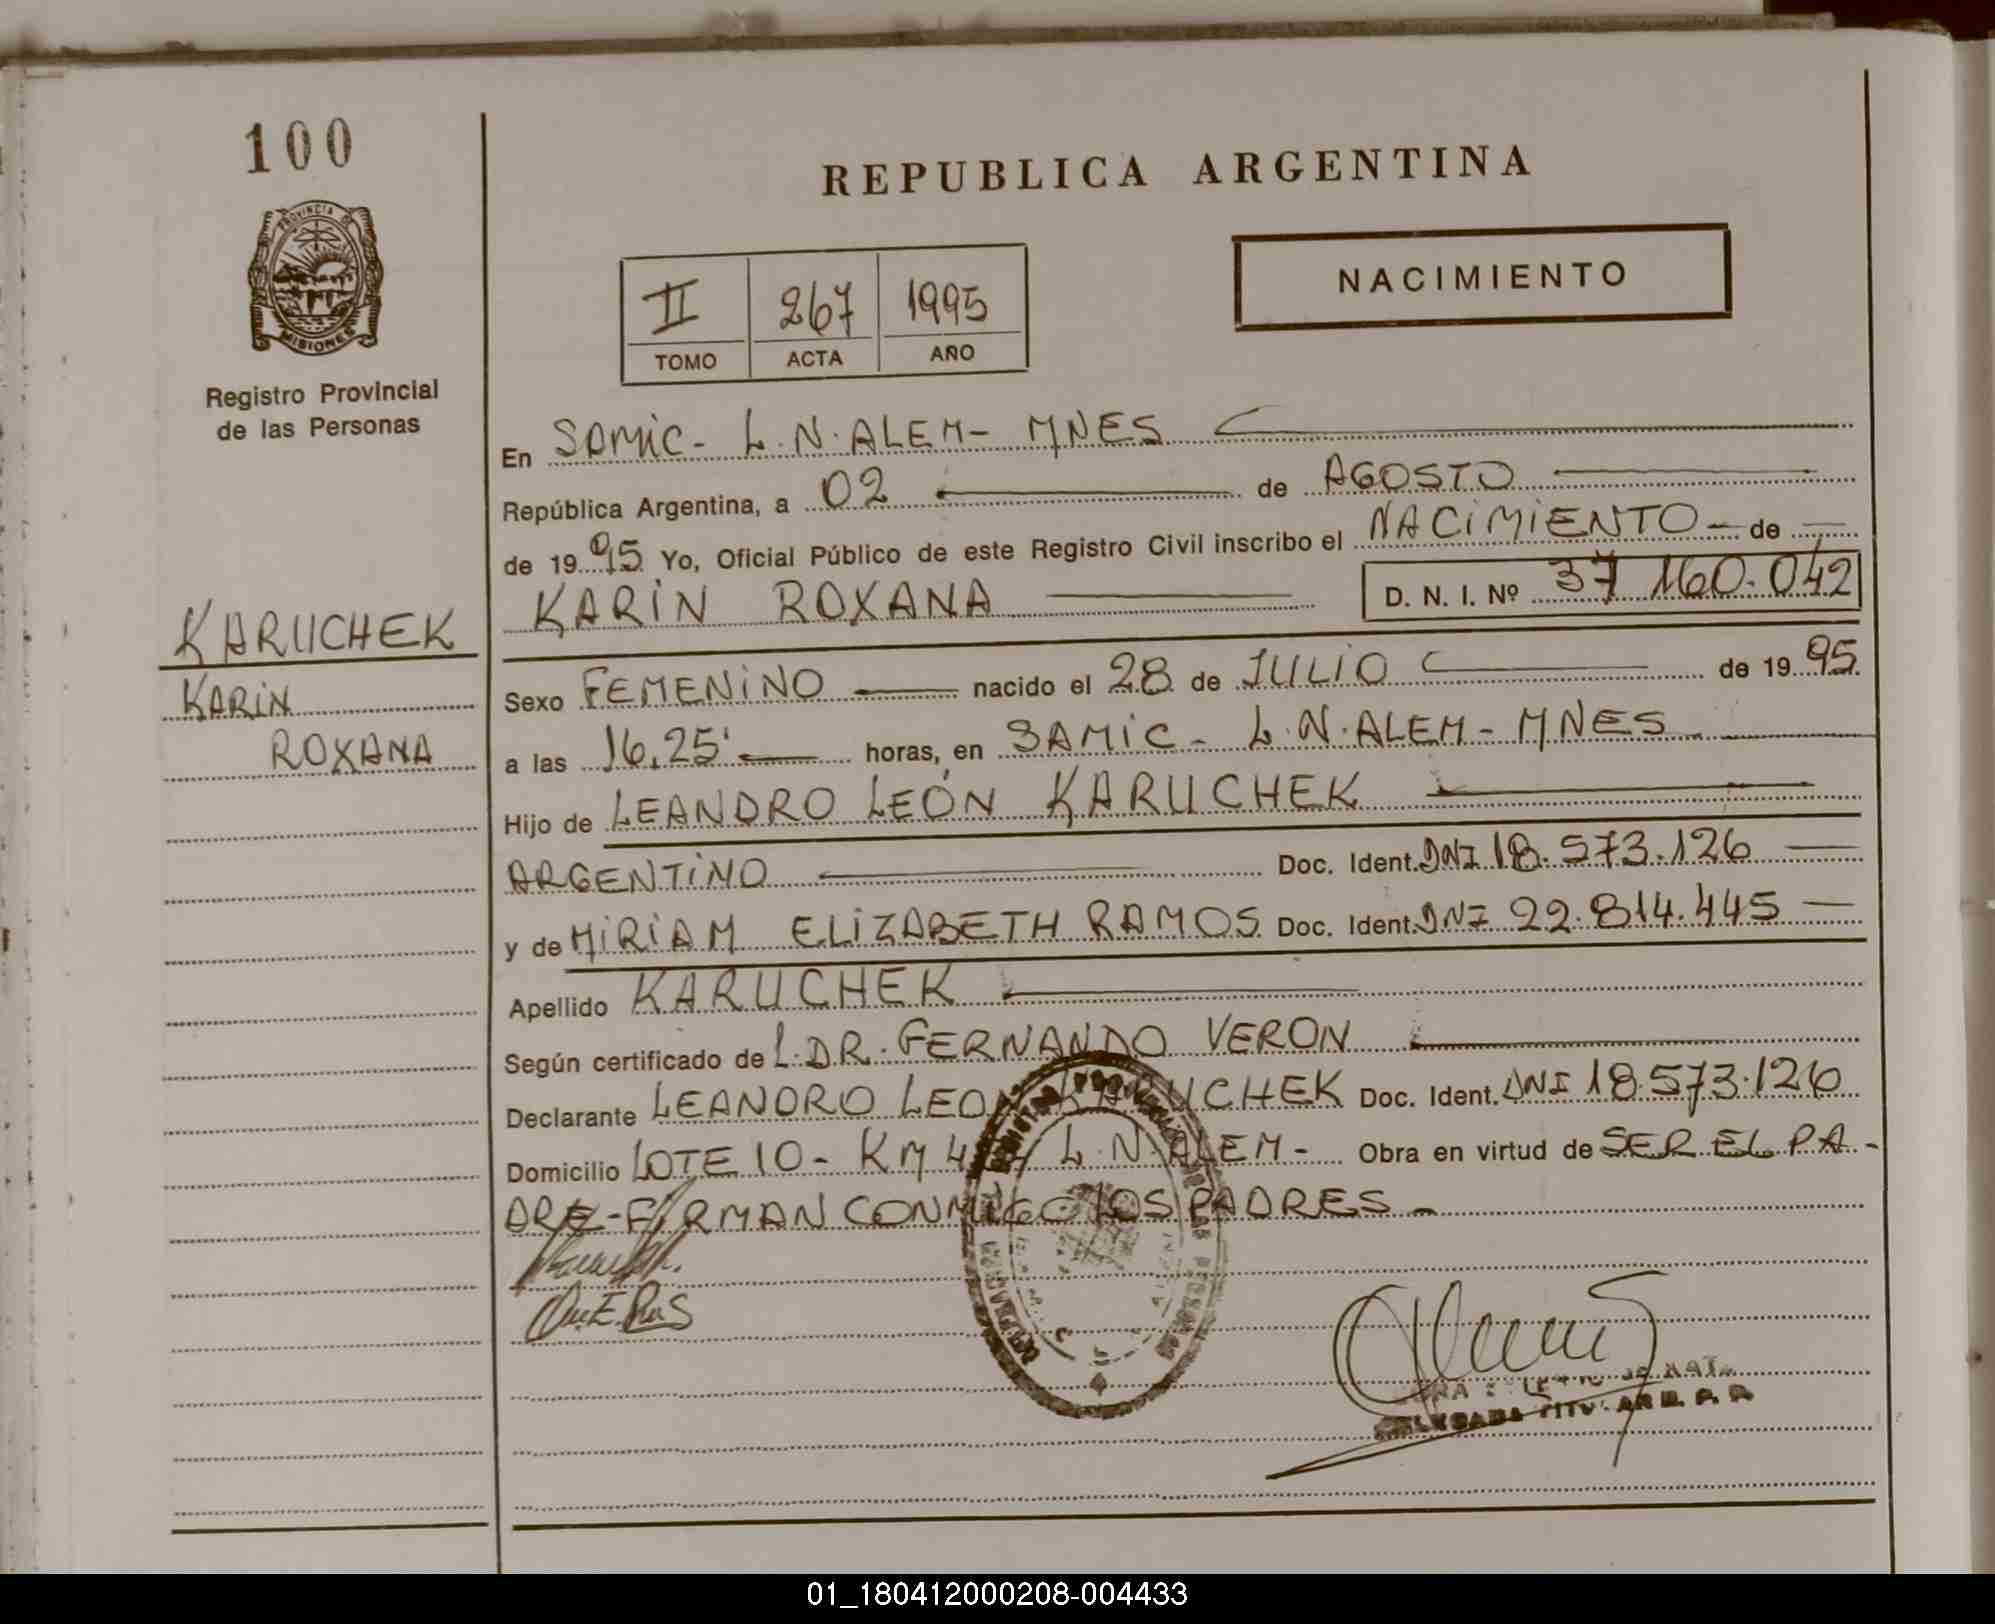 100
PROVINCIA DE
MISIONES
Registro Provincial
de las Personas
KARUCHEK
KARIN
ROXANA
REPUBLICA ARGENTINA
NACIMIENTO
II 267 1995
TOMO ACTA AÑO
En SAMIC - L.N.ALEM - MNES
República Argentina, a 02 de AGOSTO
de 1995 Yo, Oficial Público de este Registro Civil inscribo el NACIMIENTO - de
KARIN ROXANA D. N. I. Nº 37 160.042
Sexo FEMENINO nacido el 28 de JULIO de 1995.
a las 16,25' horas, en SAMIC - L.N.ALEM - MNES
Hijo de LEANDRO LEÓN KARUCHEK
ARGENTINO Doc. Ident. DNI 18.573.126
y de MIRIAM ELIZABETH RAMOS Doc. Ident. DNI 22.814.445
Apellido KARUCHEK
Según certificado de L.DR. FERNANDO VERON
Declarante LEANDRO LEON KARUCHEK Doc. Ident. DNI 18.573.126
Domicilio LOTE 10 - KM 4 - L.N.ALEM - Obra en virtud de SER EL PA-
DRE - FIRMAN CONMIGO LOS PADRES -
01_180412000208-004433